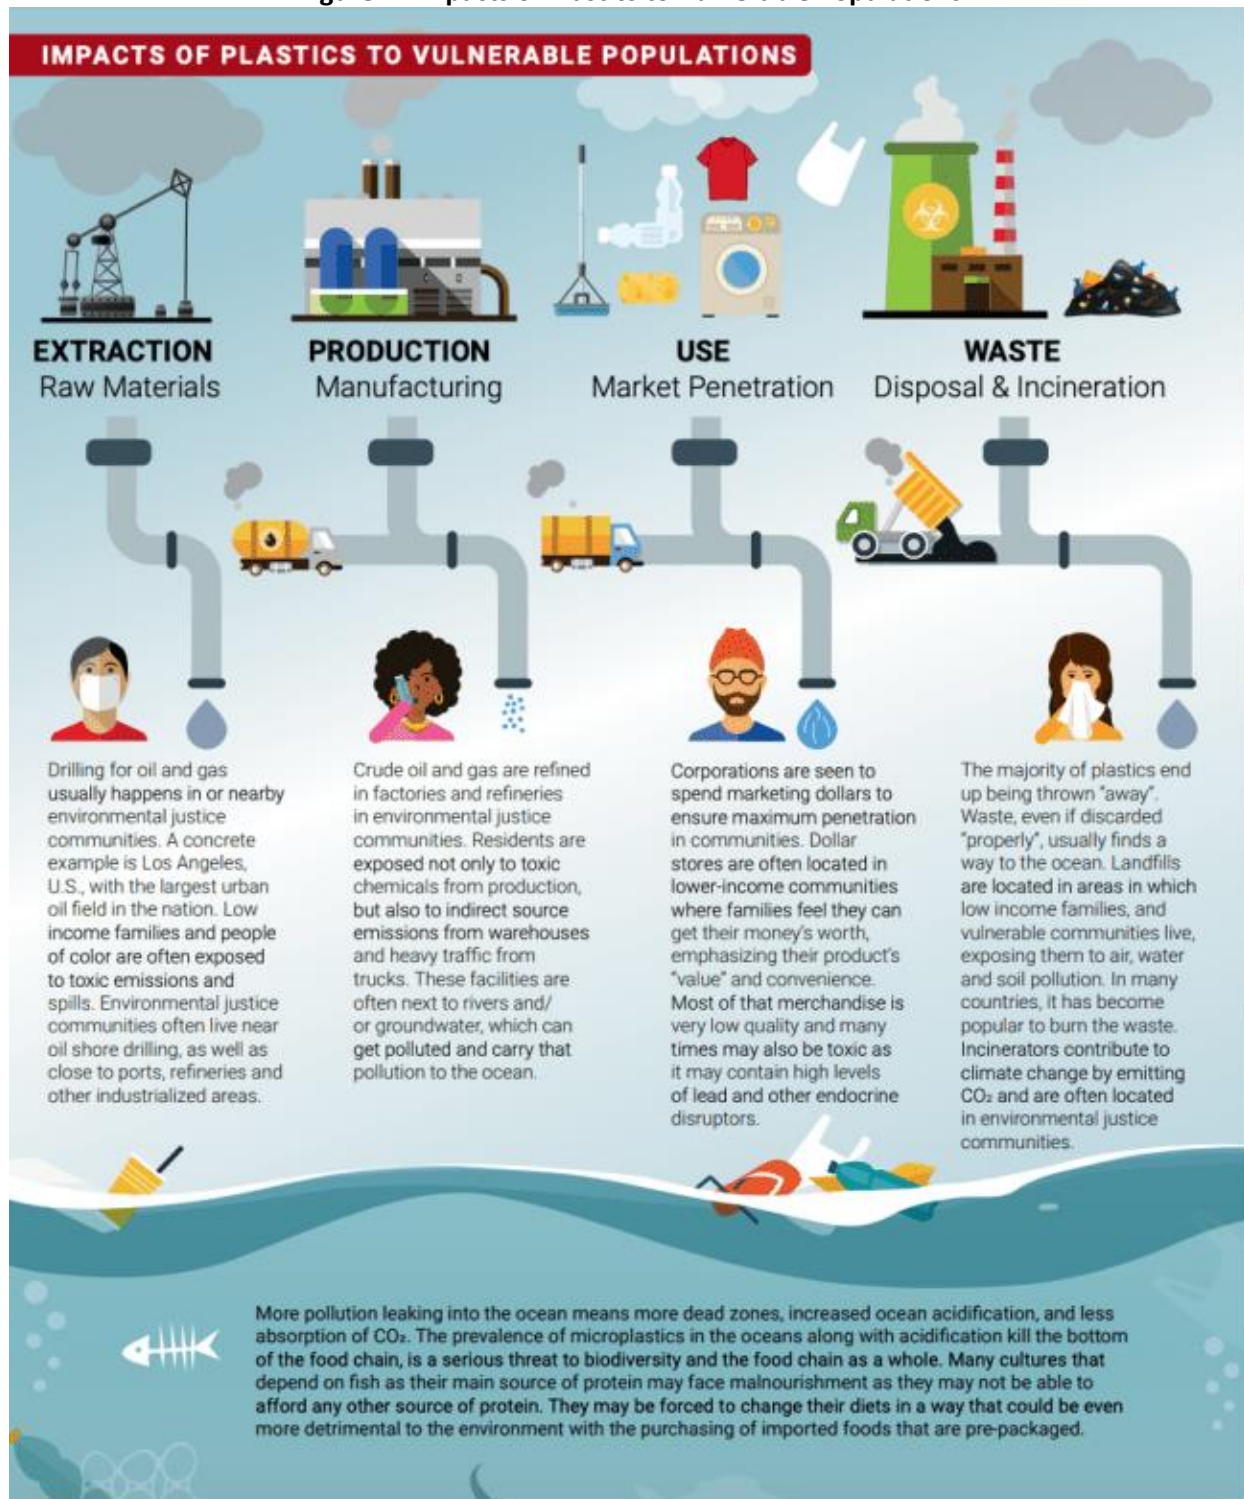 IMPACTS OF PLASTICS TO VULNERABLE POPULATIONS
EXTRACTION
Raw Materials
PRODUCTION
Manufacturing
USE
Market Penetration
WASTE
Disposal & Incineration
Drilling for oil and gas
usually happens in or nearby
environmental justice
communities. A concrete
example is Los Angeles,
U.S., with the largest urban
oil field in the nation. Low
income families and people
of color are often exposed
to toxic emissions and
spills. Environmental justice
communities often live near
oil shore drilling, as well as
close to ports, refineries and
other industrialized areas.
Crude oil and gas are refined
in factories and refineries
in environmental justice
communities. Residents are
exposed not only to toxic
chemicals from production,
but also to indirect source
emissions from warehouses
and heavy traffic from
trucks. These facilities are
often next to rivers and/
or groundwater, which can
get polluted and carry that
pollution to the ocean.
Corporations are seen to
spend marketing dollars to
ensure maximum penetration
in communities. Dollar
stores are often located in
lower-income communities
where families feel they can
get their money's worth,
emphasizing their product's
"value" and convenience.
Most of that merchandise is
very low quality and many
times may also be toxic as
it may contain high levels
of lead and other endocrine
disruptors.
The majority of plastics end
up being thrown "away".
Waste, even if discarded
"properly", usually finds a
way to the ocean. Landfills
are located in areas in which
low income families, and
vulnerable communities live,
exposing them to air, water
and soil pollution. In many
countries, it has become
popular to burn the waste.
Incinerators contribute to
climate change by emitting
CO₂ and are often located
in environmental justice
communities.
More pollution leaking into the ocean means more dead zones, increased ocean acidification, and less
absorption of CO₂. The prevalence of microplastics in the oceans along with acidification kill the bottom
of the food chain, is a serious threat to biodiversity and the food chain as a whole. Many cultures that
depend on fish as their main source of protein may face malnourishment as they may not be able to
afford any other source of protein. They may be forced to change their diets in a way that could be even
more detrimental to the environment with the purchasing of imported foods that are pre-packaged.